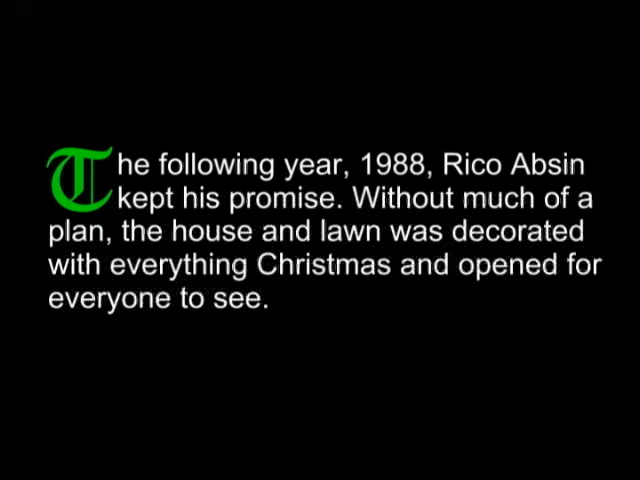 The following year, 1988, Rico Absin
kept his promise. Without much of a
plan, the house and lawn was decorated
with everything Christmas and opened for
everyone to see.